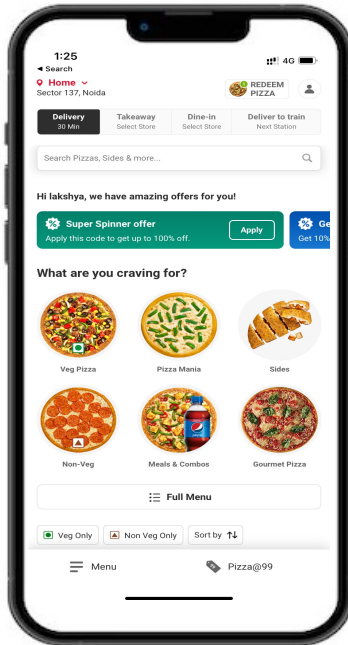 1:25
4G
◄ Search
Home
Sector 137, Noida
REDEEM
PIZZA
Delivery
30 Min
Takeaway
Select Store
Dine-in
Select Store
Deliver to train
Next Station
Search Pizzas, Sides & more...
Hi lakshya, we have amazing offers for you!
Super Spinner offer
Apply this code to get up to 100% off.
Apply
Ge
Get 10%
What are you craving for?
Veg Pizza
Pizza Mania
Sides
Non-Veg
Meals & Combos
Gourmet Pizza
Full Menu
Veg Only
Non Veg Only
Sort by
Menu
Pizza@99